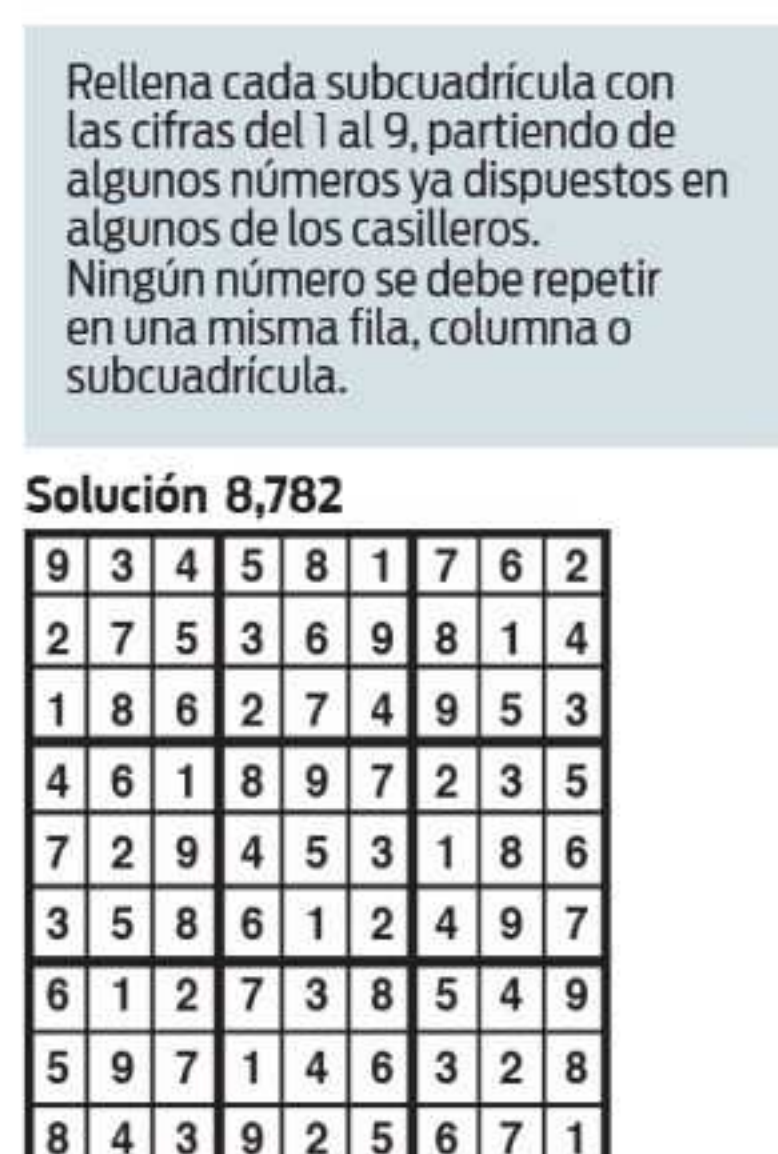 Rellena cada subcuadrícula con
las cifras del 1 al 9, partiendo de
algunos números ya dispuestos en
algunos de los casilleros.
Ningún número se debe repetir
en una misma fila, columna o
subcuadrícula.
Solución 8,782
9 3 4 5 8 1 7 6 2
2 7 5 3 6 9 8 1 4
1 8 6 2 7 4 9 5 3
4 6 1 8 9 7 2 3 5
7 2 9 4 5 3 1 8 6
3 5 8 6 1 2 4 9 7
6 1 2 7 3 8 5 4 9
5 9 7 1 4 6 3 2 8
8 4 3 9 2 5 6 7 1